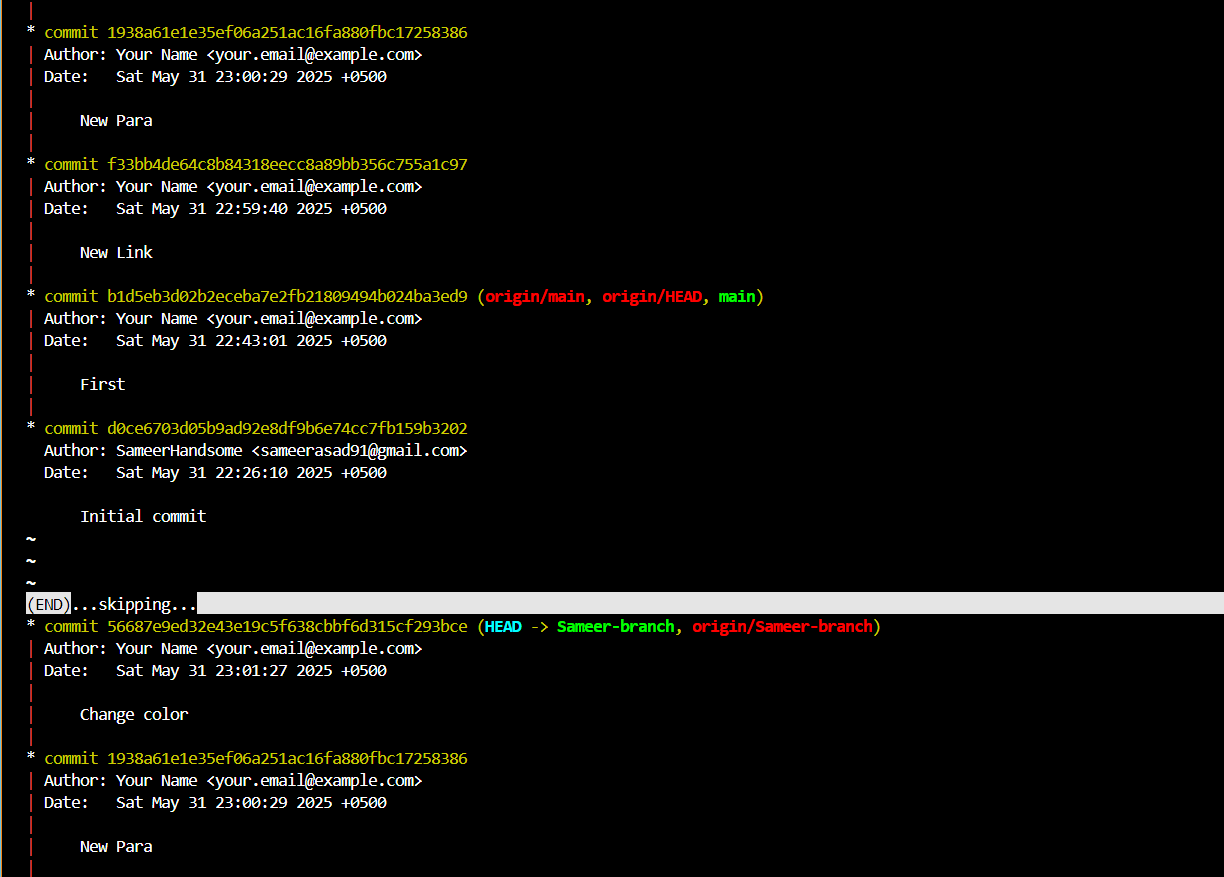 * commit 1938a61e1e35ef06a251ac16fa880fbc17258386
| Author: Your Name <your.email@example.com>
| Date:   Sat May 31 23:00:29 2025 +0500
|
|     New Para
|
* commit f33bb4de64c8b84318eecc8a89bb356c755a1c97
| Author: Your Name <your.email@example.com>
| Date:   Sat May 31 22:59:40 2025 +0500
|
|     New Link
|
* commit b1d5eb3d02b2eceba7e2fb21809494b024ba3ed9 (origin/main, origin/HEAD, main)
| Author: Your Name <your.email@example.com>
| Date:   Sat May 31 22:43:01 2025 +0500
|
|     First
|
* commit d0ce6703d05b9ad92e8df9b6e74cc7fb159b3202
  Author: SameerHandsome <sameerasad91@gmail.com>
  Date:   Sat May 31 22:26:10 2025 +0500

      Initial commit
~
~
~
(END)...skipping...
* commit 56687e9ed32e43e19c5f638cbbf6d315cf293bce (HEAD -> Sameer-branch, origin/Sameer-branch)
| Author: Your Name <your.email@example.com>
| Date:   Sat May 31 23:01:27 2025 +0500
|
|     Change color
|
* commit 1938a61e1e35ef06a251ac16fa880fbc17258386
| Author: Your Name <your.email@example.com>
| Date:   Sat May 31 23:00:29 2025 +0500
|
|     New Para
|